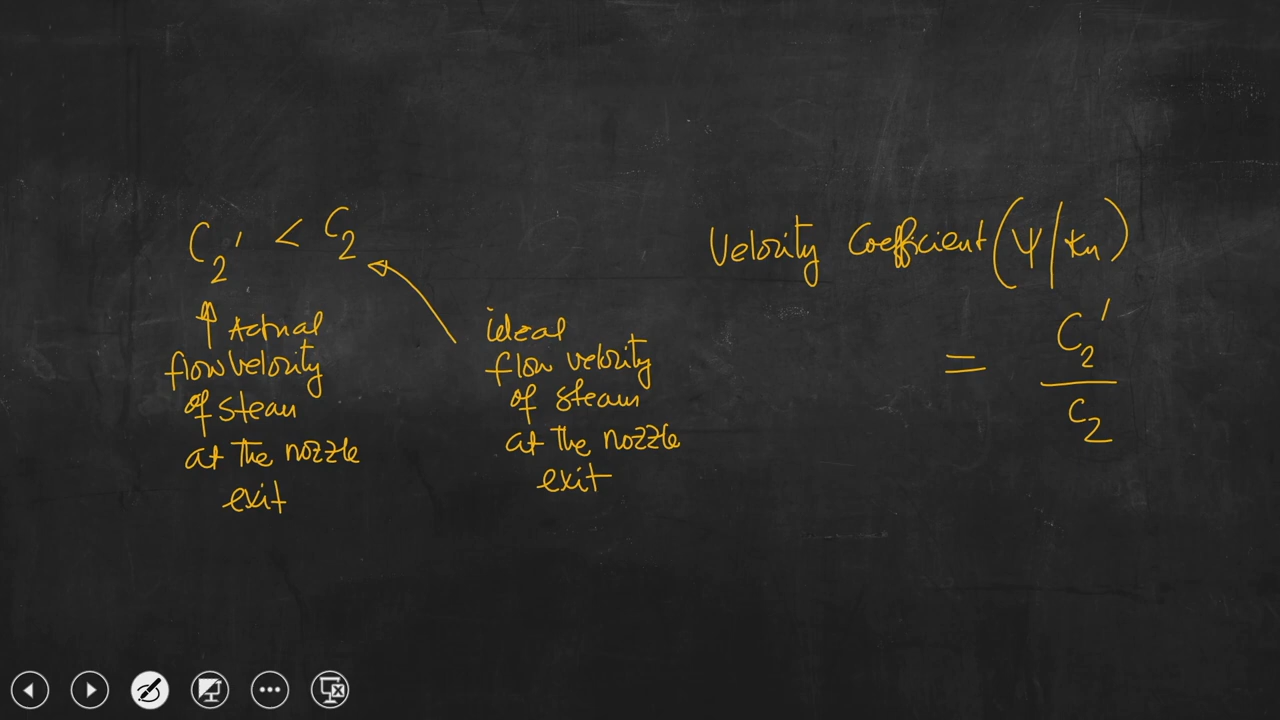 C₂' < C₂
Actual
flow velocity
of steam
at the nozzle
exit
ideal
flow velocity
of steam
at the nozzle
exit
Velocity Coefficient (ψ/kn)
= C₂' / C₂